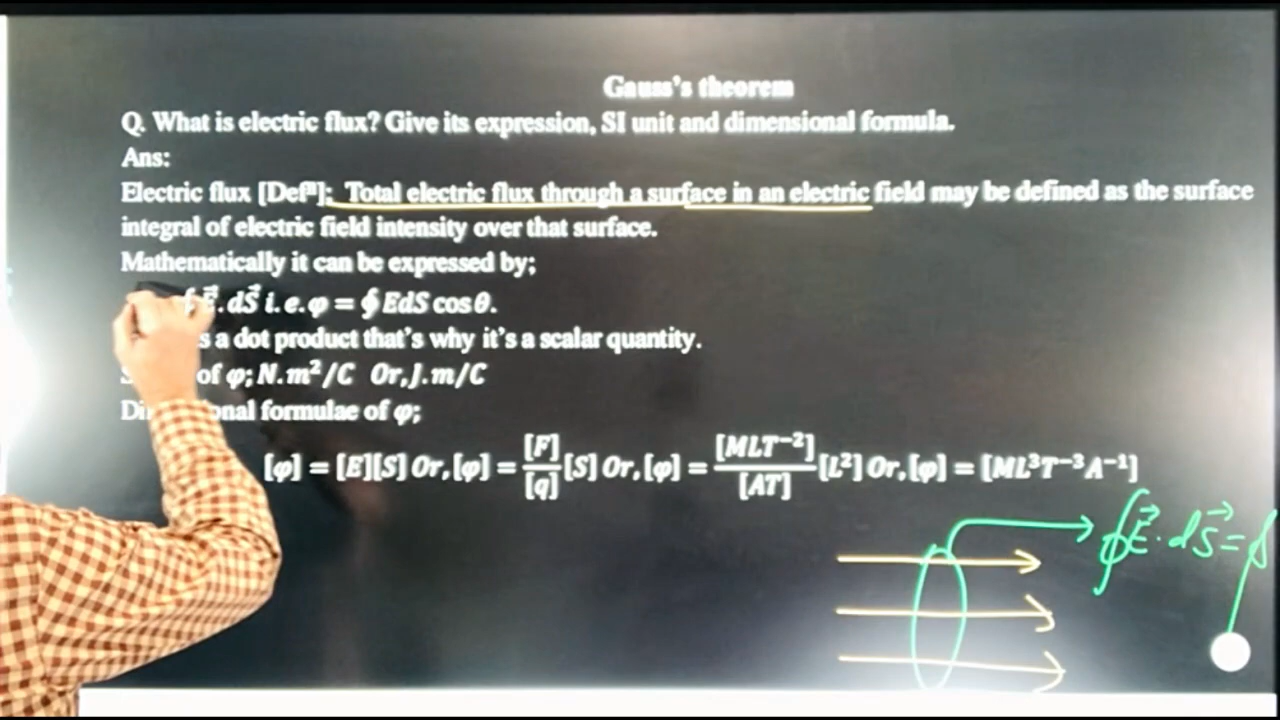 Gauss's theorem
Q. What is electric flux? Give its expression, SI unit and dimensional formula.
Ans:
Electric flux [Defⁿ]: Total electric flux through a surface in an electric field may be defined as the surface
integral of electric field intensity over that surface.
Mathematically it can be expressed by;
∮E⃗.dS⃗ i.e.φ = ∮EdS cosθ.
s a dot product that's why it's a scalar quantity.
of φ; N.m²/C Or,J.m/C
formulae of φ;
[φ] = [E][S] Or,[φ] = [F]/[q] [S] Or,[φ] = [MLT⁻²]/[AT] [L²] Or,[φ] = [ML³T⁻³A⁻¹]
∮E⃗.dS⃗ =